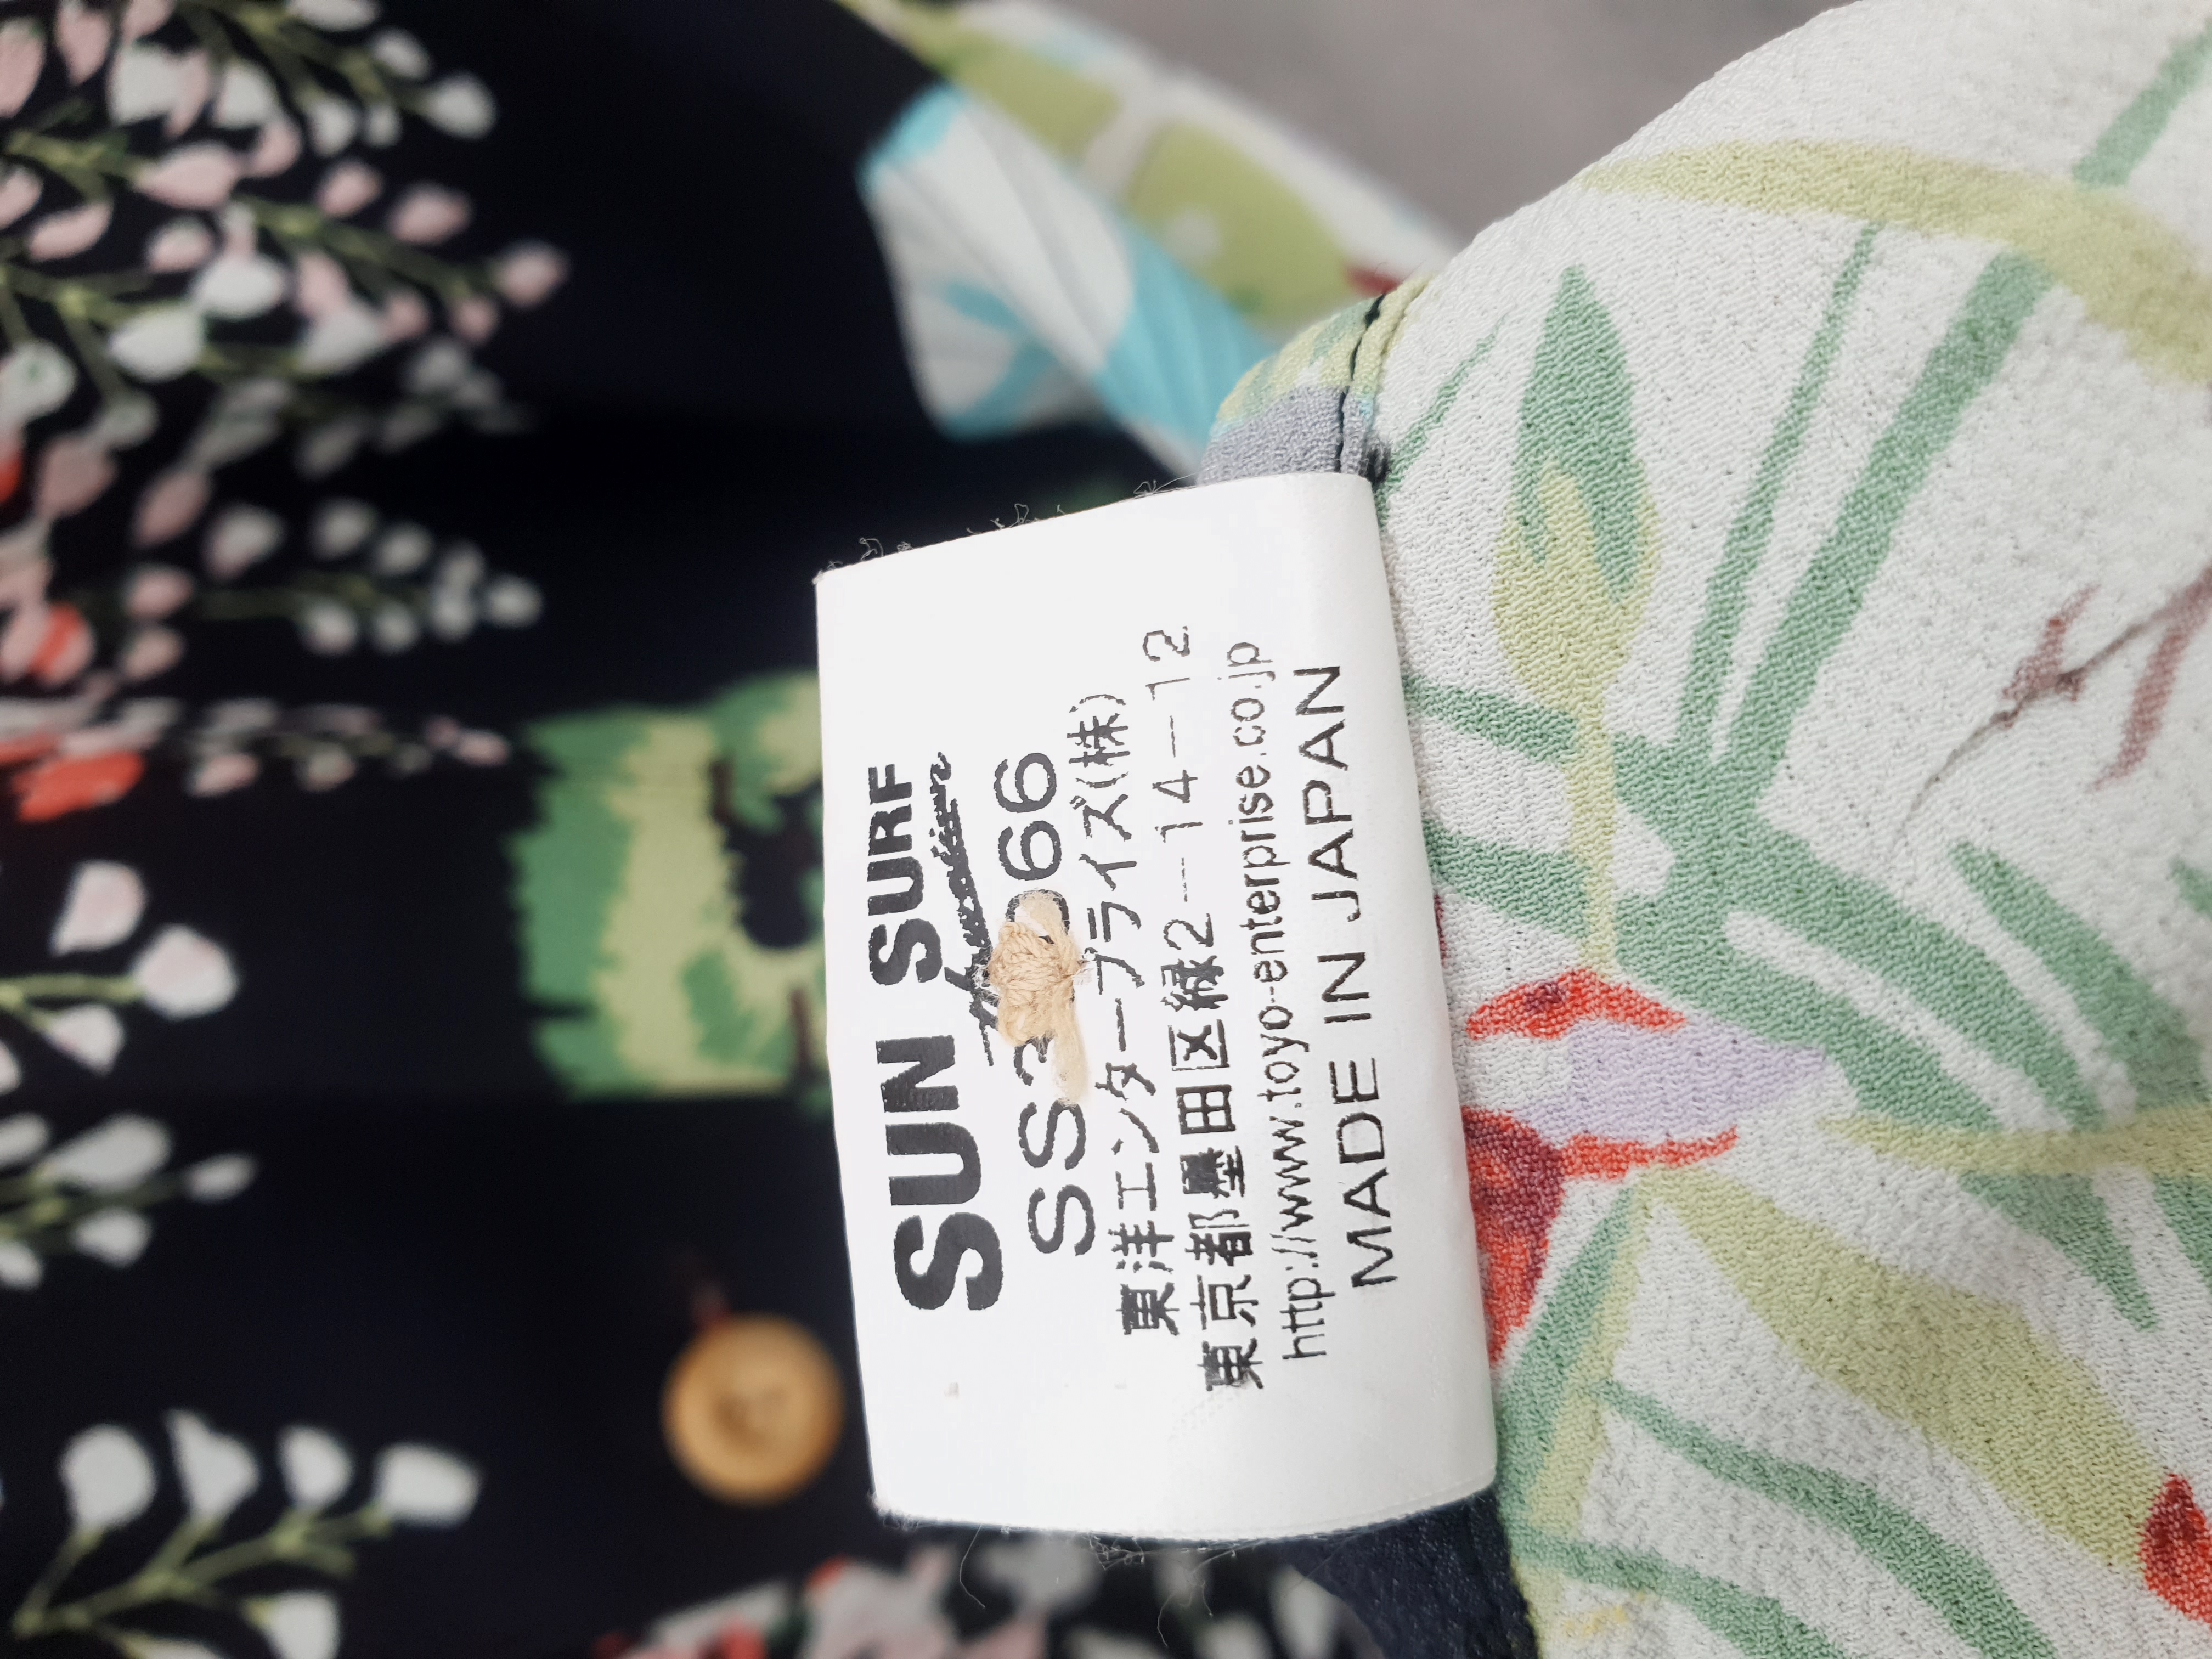 SUN SURF
東洋エンタープライズ(株)
東京都墨田区緑2-14-12
http://www.toyo-enterprise.co.jp
MADE IN JAPAN